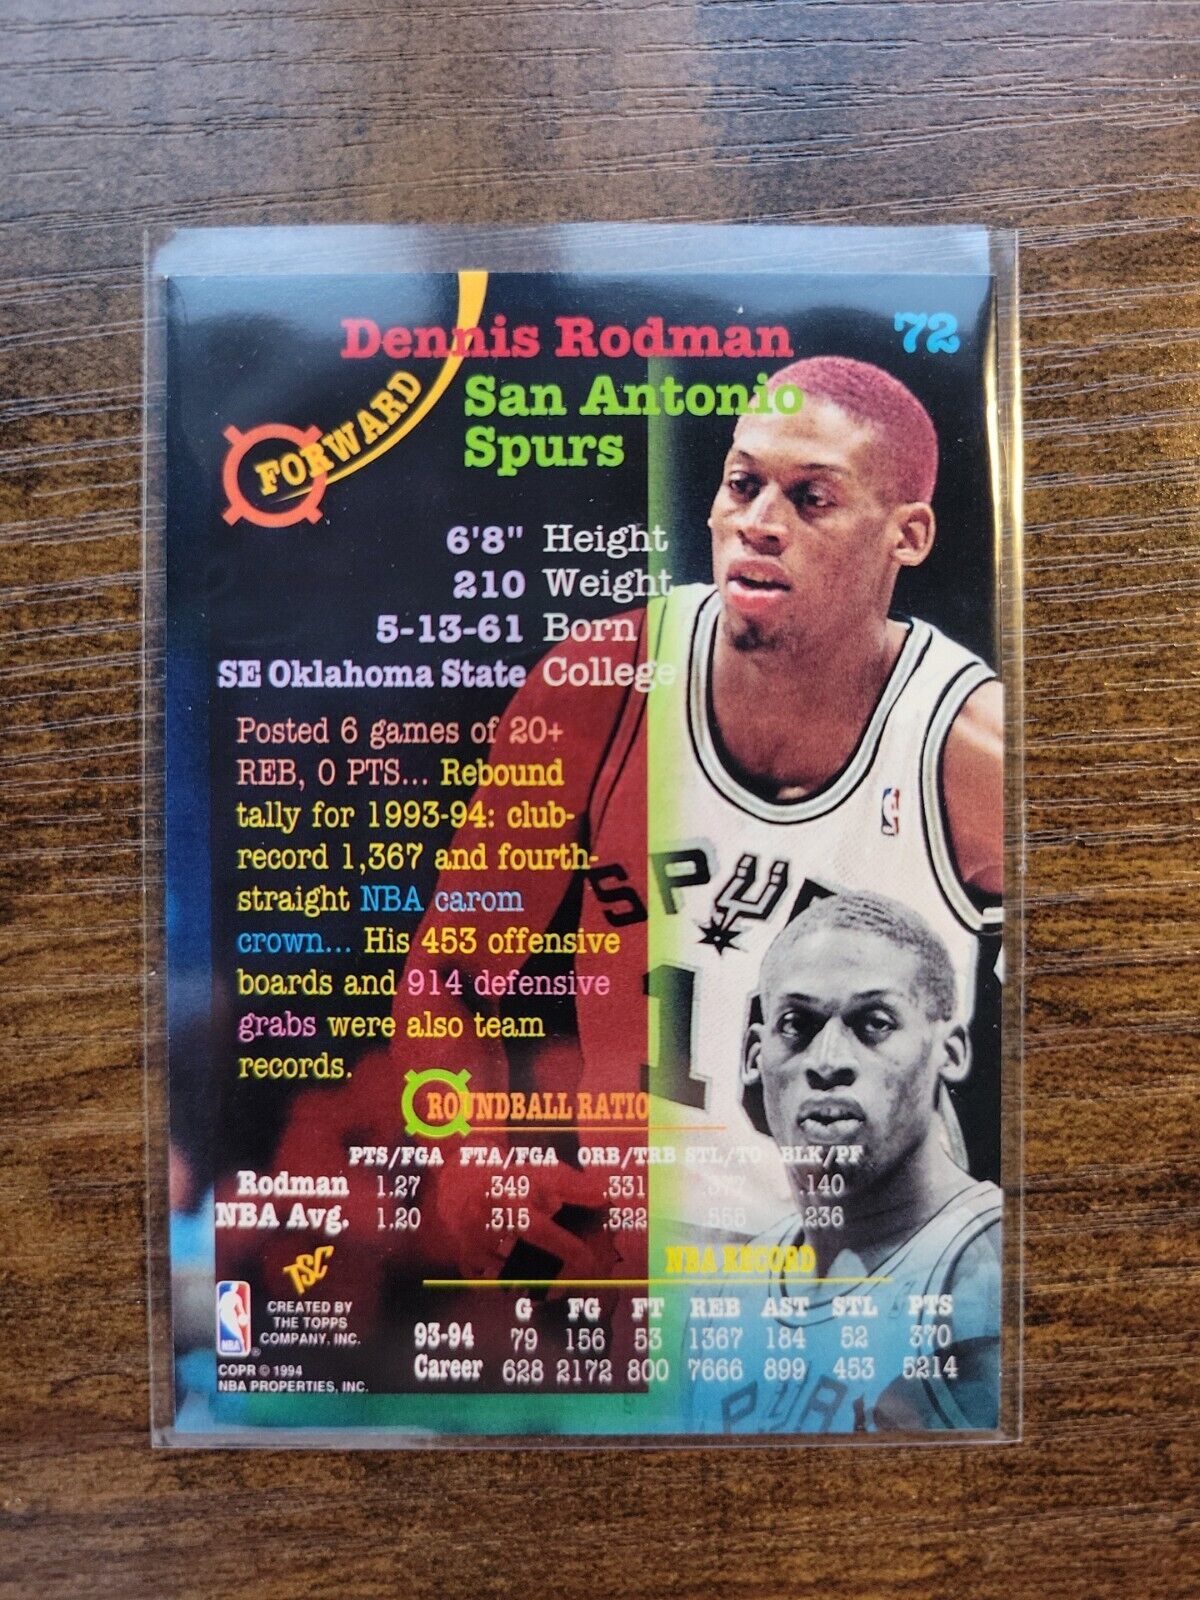 Dennis Rodman 72
San Antonio
Spurs
FORWARD
6'8" Height
210 Weight
5-13-61 Born
SE Oklahoma State College
Posted 6 games of 20+
REB, 0 PTS... Rebound
tally for 1993-94: club-
record 1,367 and fourth-
straight NBA carom
crown... His 453 offensive
boards and 914 defensive
grabs were also team
records.
SPU
1
ROUNDBALL RATIO
PTS/FGA FTA/FGA ORB/TRB STL/TO BLK/PF
Rodman 1.27 .349 .331 .140
NBA Avg. 1.20 .315 .322 .555 .236
TSC
NBA RECORD
CREATED BY
THE TOPPS
COMPANY, INC.
NBA
®
G FG FT REB AST STL PTS
93-94 79 156 53 1367 184 52 370
Career 628 2172 800 7666 899 453 5214
COPR © 1994
NBA PROPERTIES, INC.